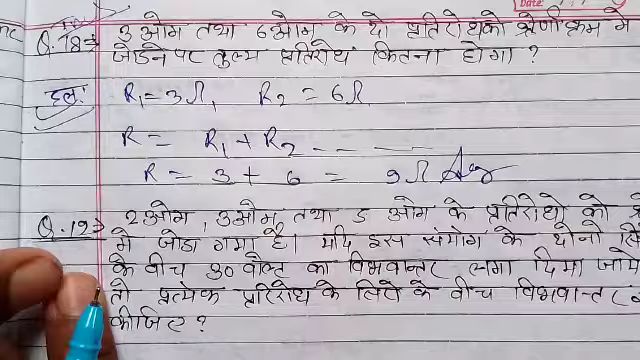 Q.18⇒ 3 ओम तथा 6 ओम के दो प्रतिरोधको श्रेणीक्रम मे
जोडने पर तुल्य प्रतिरोध कितना होगा ?
हलः R₁ = 3Ω, R₂ = 6Ω
R = R₁ + R₂ -- --
R = 3 + 6 = 9Ω Ans
Q.19⇒ 2 ओम, 3 ओम तथा 5 ओम के प्रतिरोधो को
मे जोडा गया है। यदि इस संयोग के दोनो
के बीच 30 वोल्ट का विभवान्तर लगा दिया जाये
तो प्रत्येक प्रतिरोध के सिरो के बीच विभवान्तर
कीजिए ?